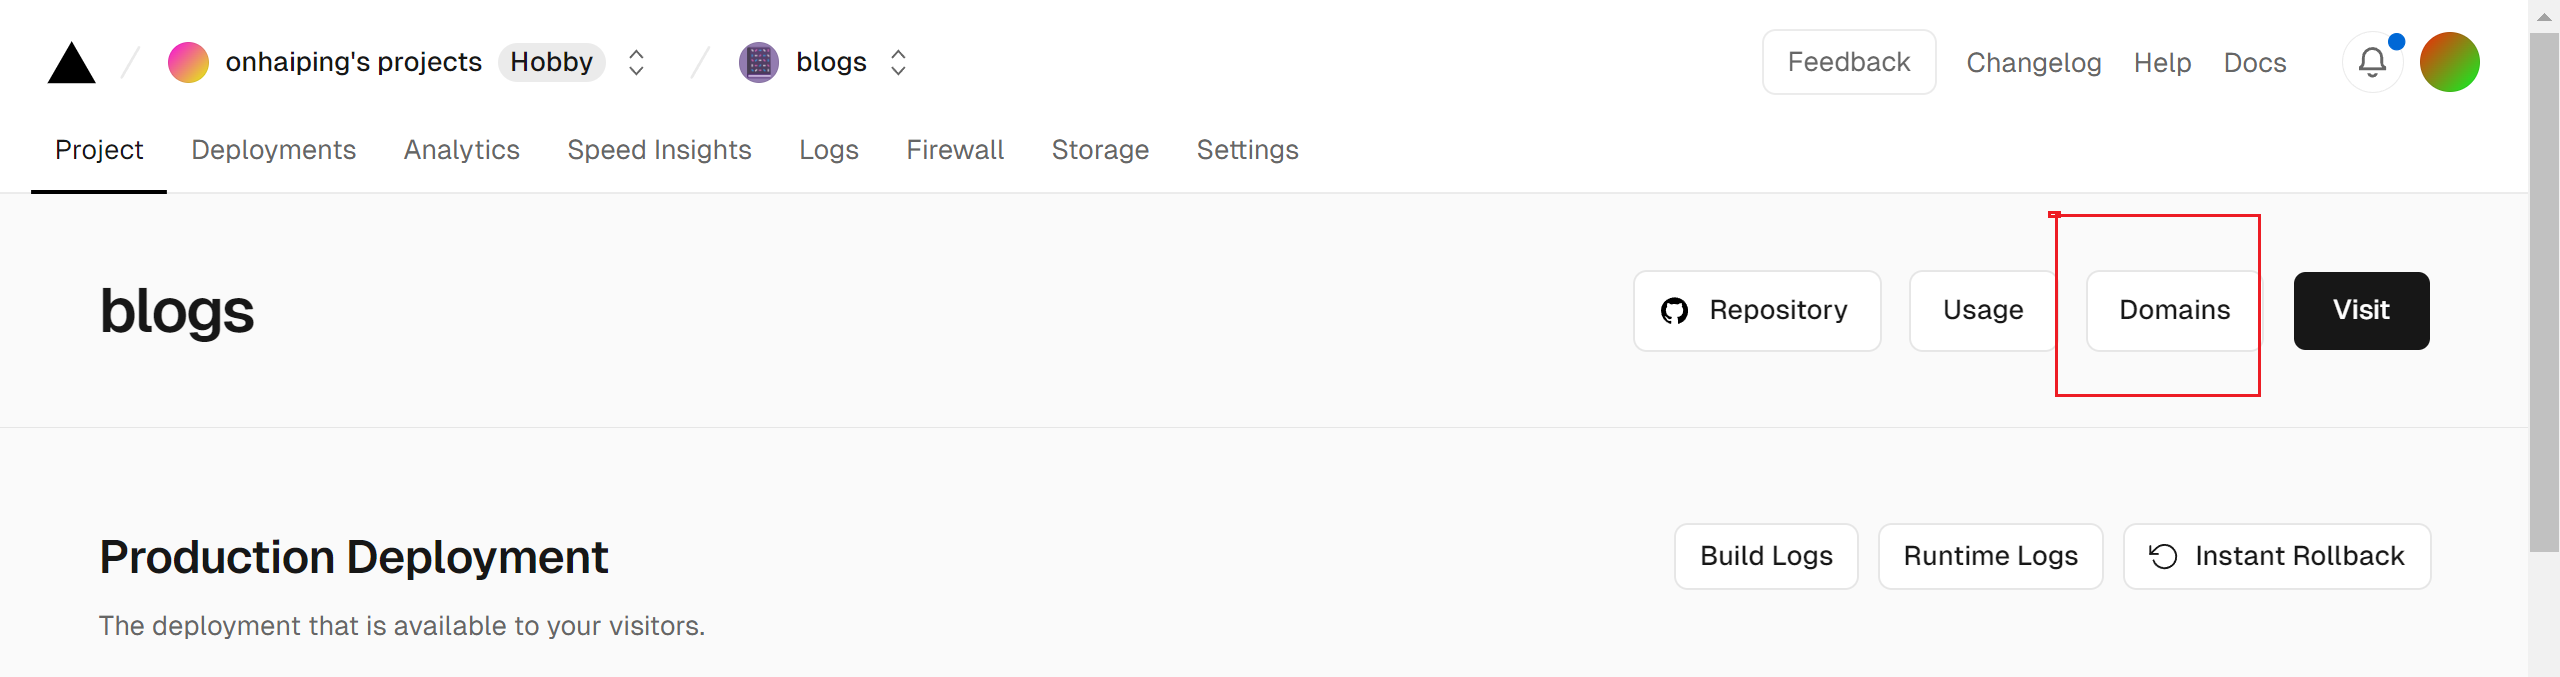 onhaiping's projects Hobby blogs Feedback Changelog Help Docs
Project Deployments Analytics Speed Insights Logs Firewall Storage Settings
blogs Repository Usage Domains Visit
Production Deployment Build Logs Runtime Logs Instant Rollback
The deployment that is available to your visitors.